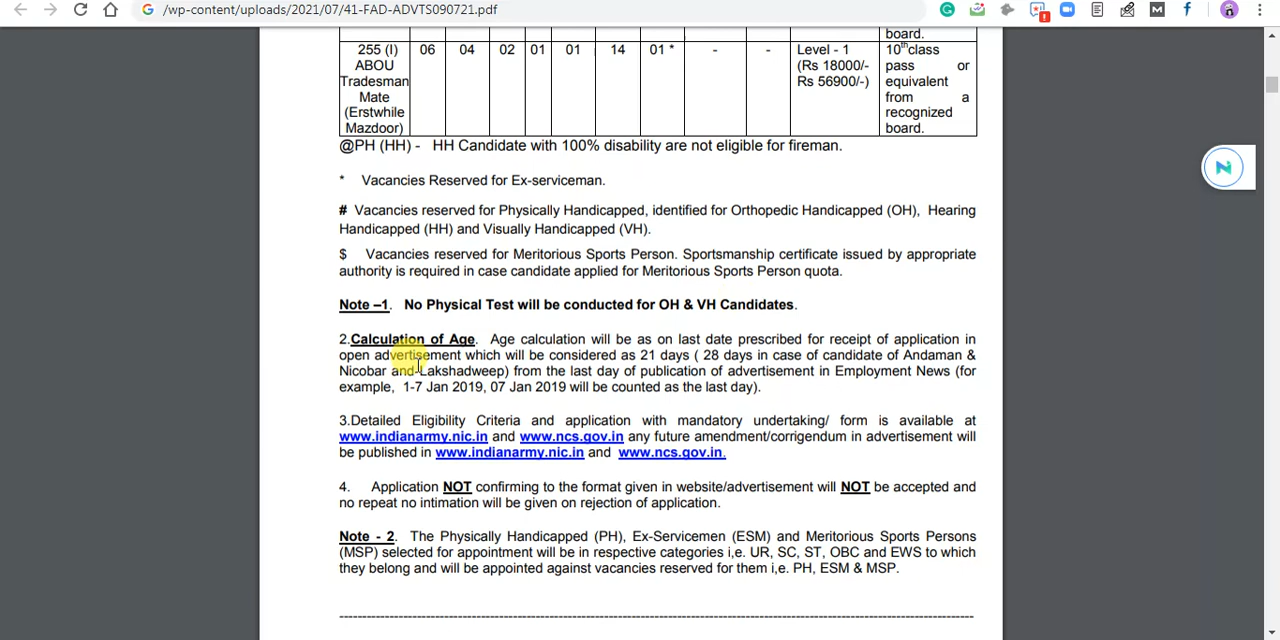 /wp-content/uploads/2021/07/41-FAD-ADVTS090721.pdf
board.
255 (I) 06 04 02 01 01 14 01 * - - Level - 1 10thclass
ABOU (Rs 18000/- pass or
Tradesman Rs 56900/-) equivalent
Mate from a
(Erstwhile recognized
Mazdoor) board.
@PH (HH) - HH Candidate with 100% disability are not eligible for fireman.
* Vacancies Reserved for Ex-serviceman.
# Vacancies reserved for Physically Handicapped, identified for Orthopedic Handicapped (OH), Hearing
Handicapped (HH) and Visually Handicapped (VH).
$ Vacancies reserved for Meritorious Sports Person. Sportsmanship certificate issued by appropriate
authority is required in case candidate applied for Meritorious Sports Person quota.
Note –1. No Physical Test will be conducted for OH & VH Candidates.
2.Calculation of Age. Age calculation will be as on last date prescribed for receipt of application in
open advertisement which will be considered as 21 days ( 28 days in case of candidate of Andaman &
Nicobar and Lakshadweep) from the last day of publication of advertisement in Employment News (for
example, 1-7 Jan 2019, 07 Jan 2019 will be counted as the last day).
3.Detailed Eligibility Criteria and application with mandatory undertaking/ form is available at
www.indianarmy.nic.in and www.ncs.gov.in any future amendment/corrigendum in advertisement will
be published in www.indianarmy.nic.in and www.ncs.gov.in.
4. Application NOT confirming to the format given in website/advertisement will NOT be accepted and
no repeat no intimation will be given on rejection of application.
Note - 2. The Physically Handicapped (PH), Ex-Servicemen (ESM) and Meritorious Sports Persons
(MSP) selected for appointment will be in respective categories i,e. UR, SC, ST, OBC and EWS to which
they belong and will be appointed against vacancies reserved for them i,e. PH, ESM & MSP.